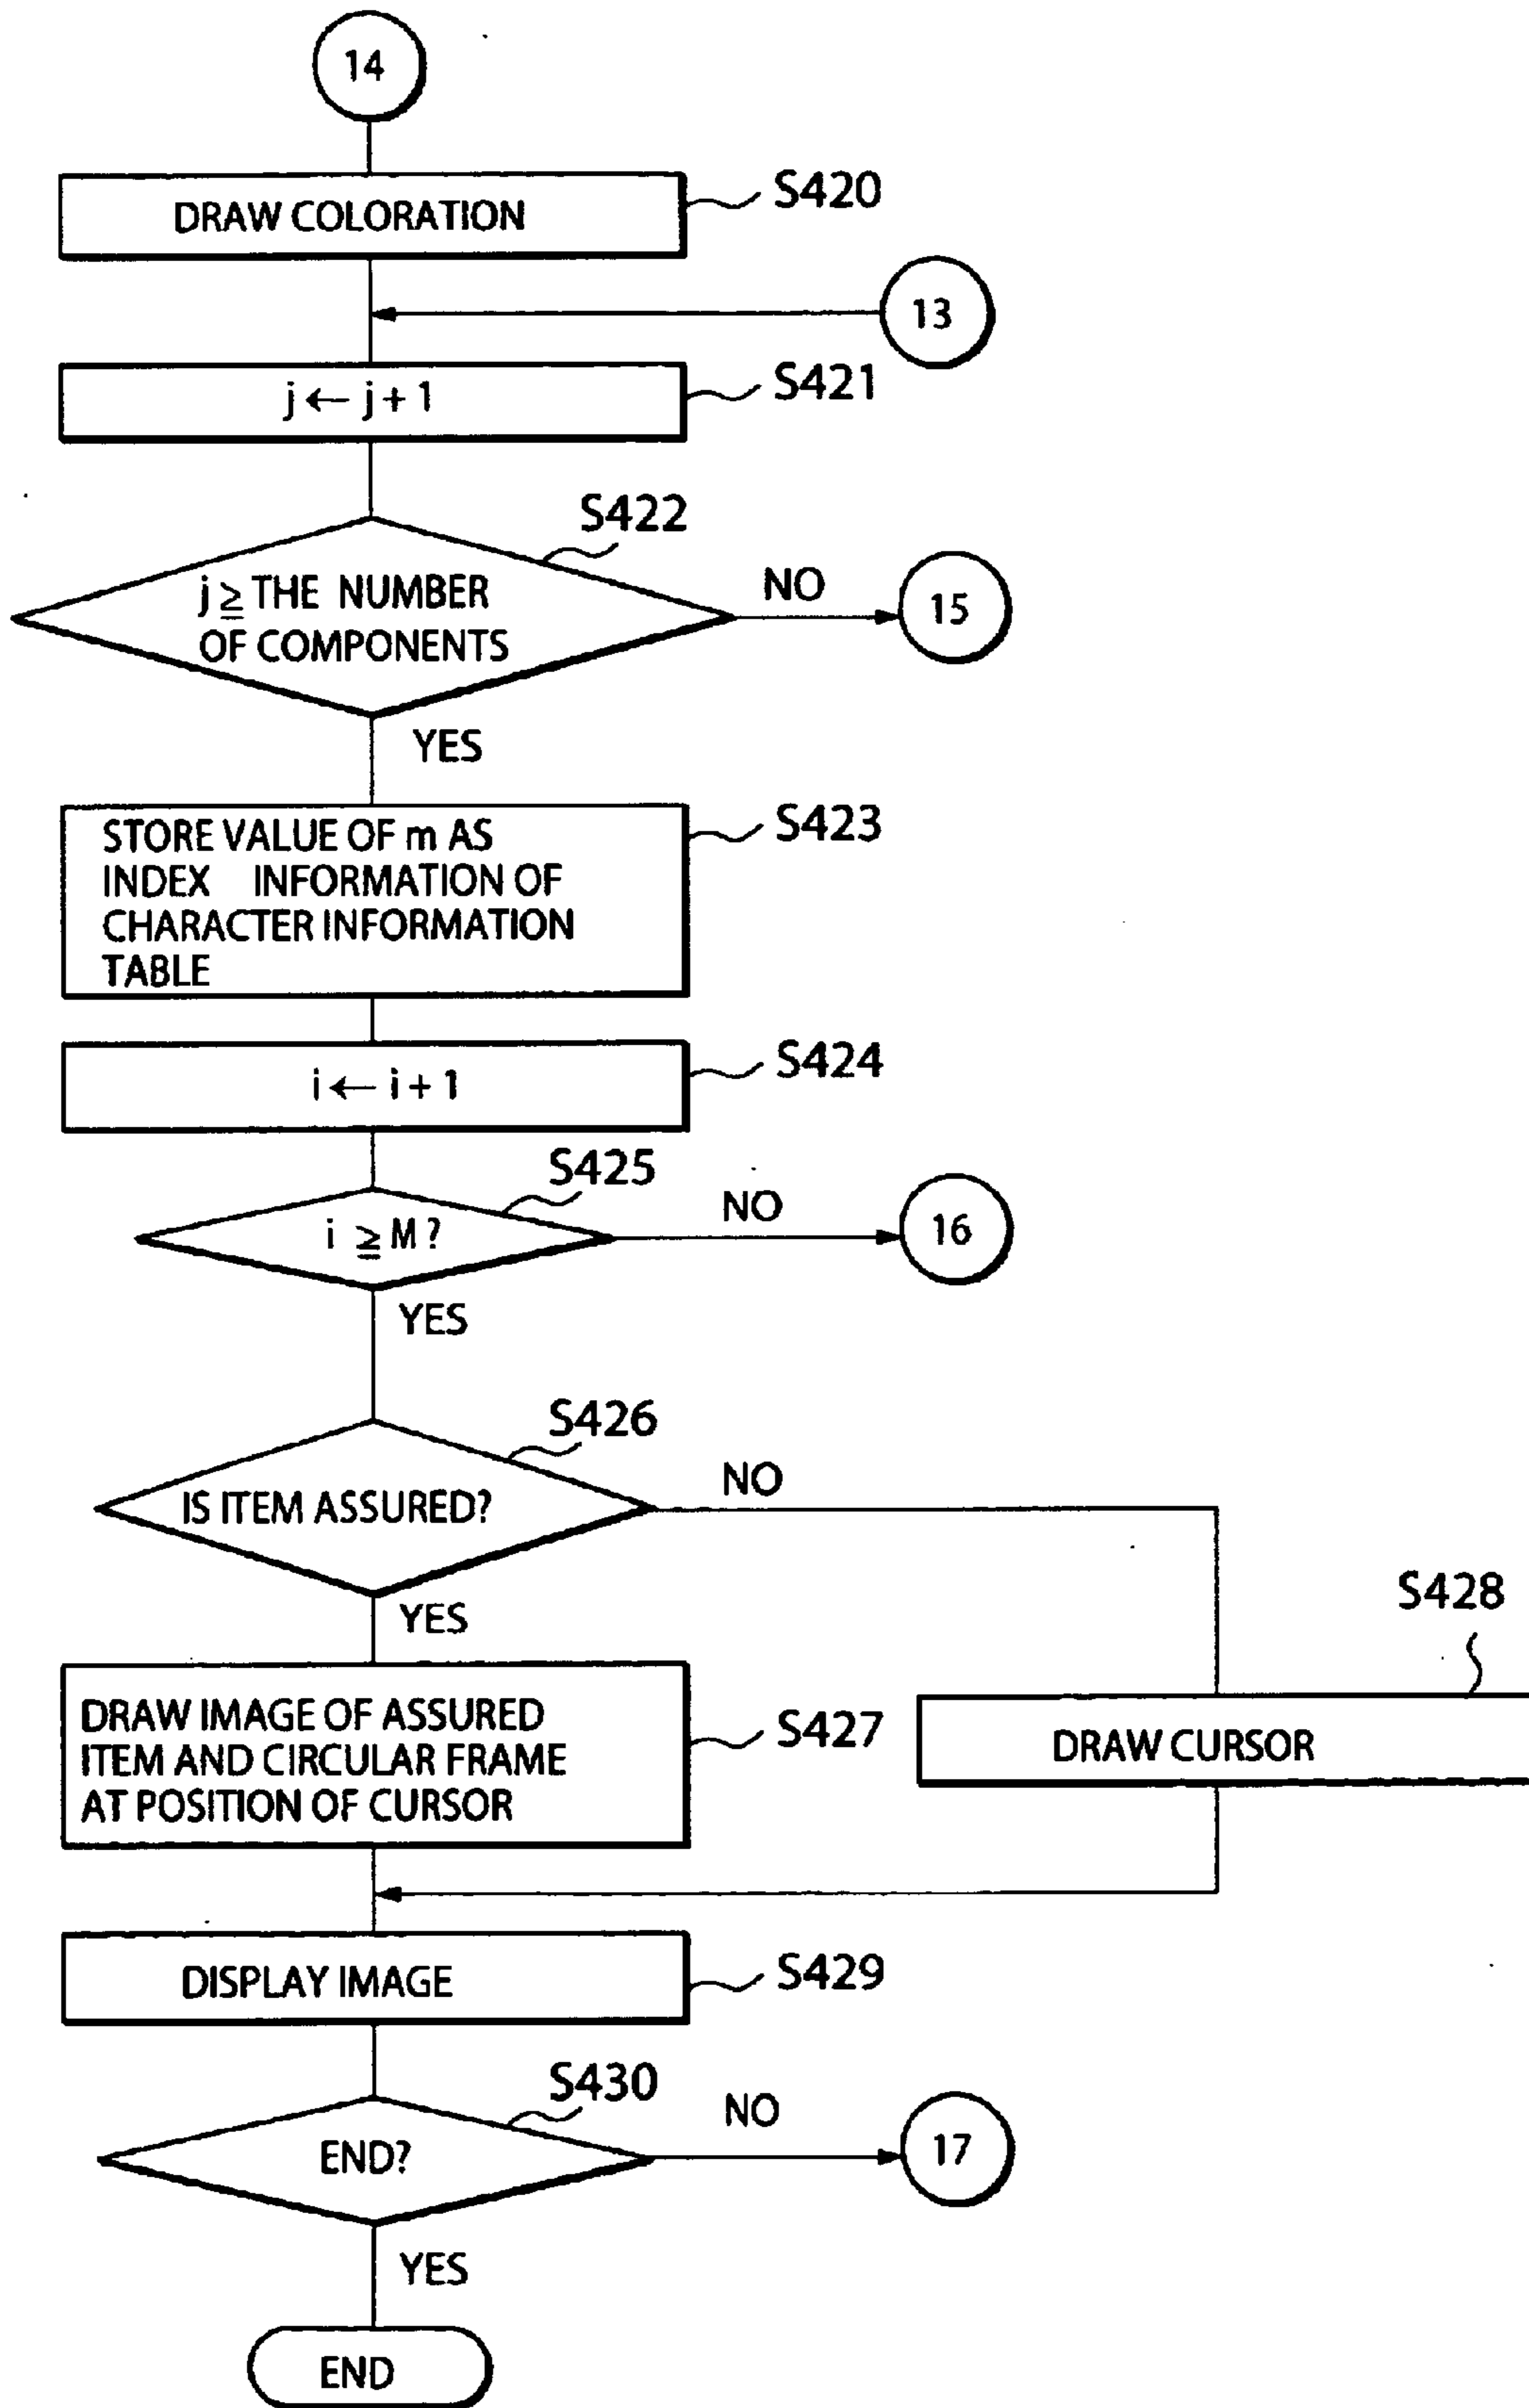 14
DRAW COLORATION
S420
13
j ← j + 1
S421
S422
j ≧ THE NUMBER
OF COMPONENTS
NO
15
YES
STORE VALUE OF m AS
INDEX INFORMATION OF
CHARACTER INFORMATION
TABLE
S423
i ← i + 1
S424
S425
i ≧ M ?
NO
16
YES
S426
IS ITEM ASSURED?
NO
YES
S428
DRAW IMAGE OF ASSURED
ITEM AND CIRCULAR FRAME
AT POSITION OF CURSOR
S427
DRAW CURSOR
DISPLAY IMAGE
S429
S430
END?
NO
17
YES
END